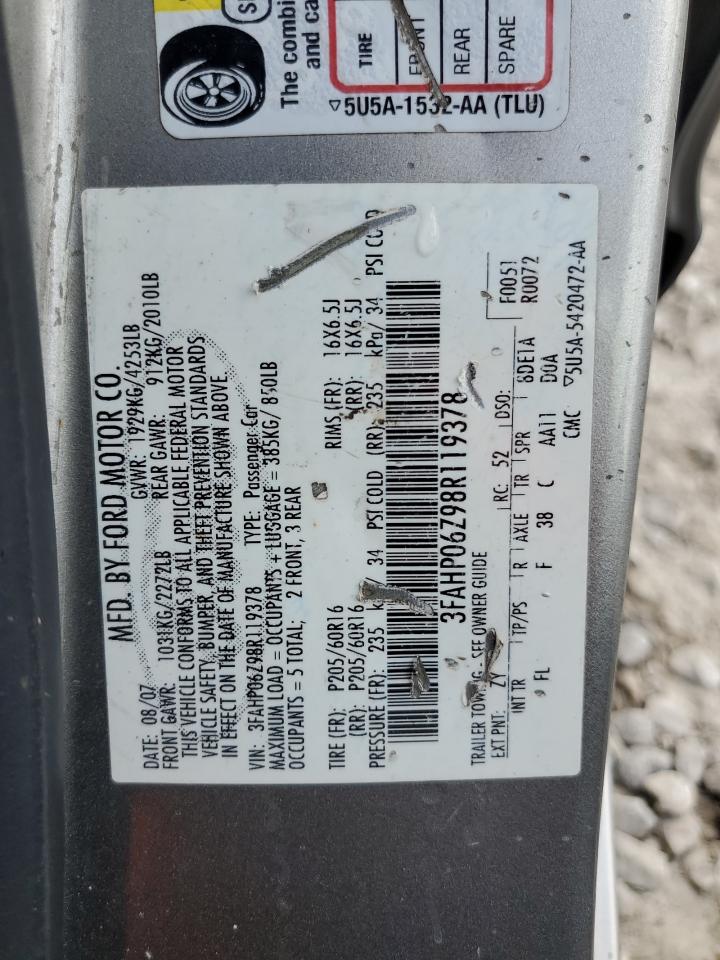 The combi
and ca
TIRE
FRONT
REAR
SPARE
▽5U5A-1532-AA (TLU)
MFD. BY FORD MOTOR CO.
DATE: 08/07 GVWR: 1929KG/4253LB
FRONT GAWR: 1031KG/2272LB REAR GAWR: 912KG/2010LB
THIS VEHICLE CONFORMS TO ALL APPLICABLE FEDERAL MOTOR
VEHICLE SAFETY, BUMPER, AND THEFT PREVENTION STANDARDS
IN EFFECT ON THE DATE OF MANUFACTURE SHOWN ABOVE
VIN: 3FAHP06Z98R119378 TYPE: Passenger Car
MAXIMUM LOAD = OCCUPANTS + LUGGAGE = 385KG/ 850LB
OCCUPANTS = 5 TOTAL; 2 FRONT, 3 REAR
TIRE (FR): P205/60R16 RIMS (FR): 16X6.5J
(RR): P205/60R16 (RR): 16X6.5J
PRESSURE (FR): 235 34 PSI COLD (RR) 235 kPa/ 34 PSI COLD
3FAHP06Z98R119378
TRAILER TOWING, SEE OWNER GUIDE
EXT PNT: ZY RC: 52 DSO: F0051
R0072
INT TR TP/PS R AXLE TR SPR 8DE1A
FL F 38 C AA11 DOA
CMC ▽5U5A-5420472-AA